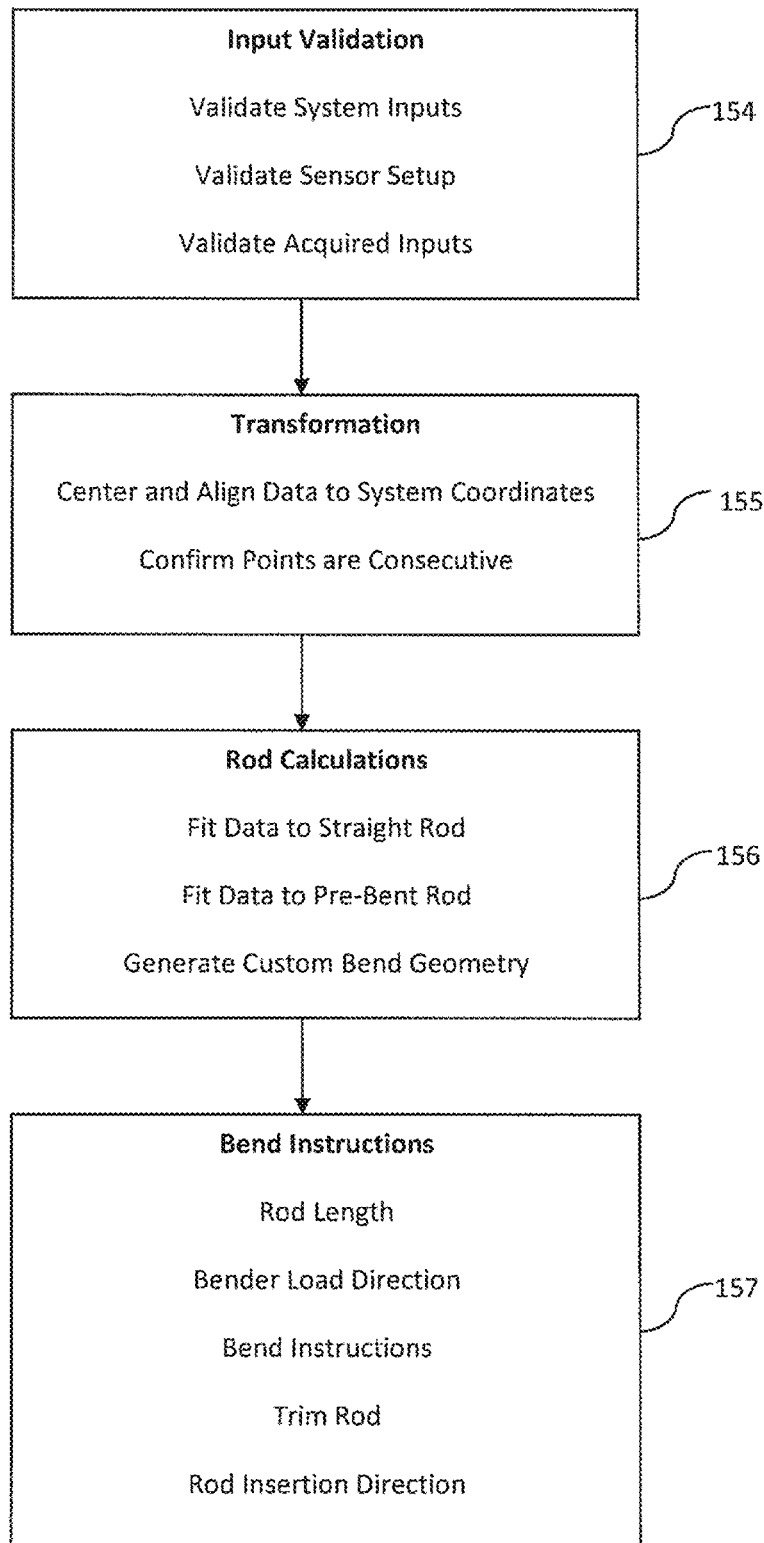 Input Validation
Validate System Inputs
154
Validate Sensor Setup
Validate Acquired Inputs
Transformation
Center and Align Data to System Coordinates
155
Confirm Points are Consecutive
Rod Calculations
Fit Data to Straight Rod
156
Fit Data to Pre-Bent Rod
Generate Custom Bend Geometry
Bend Instructions
Rod Length
Bender Load Direction
157
Bend Instructions
Trim Rod
Rod Insertion Direction